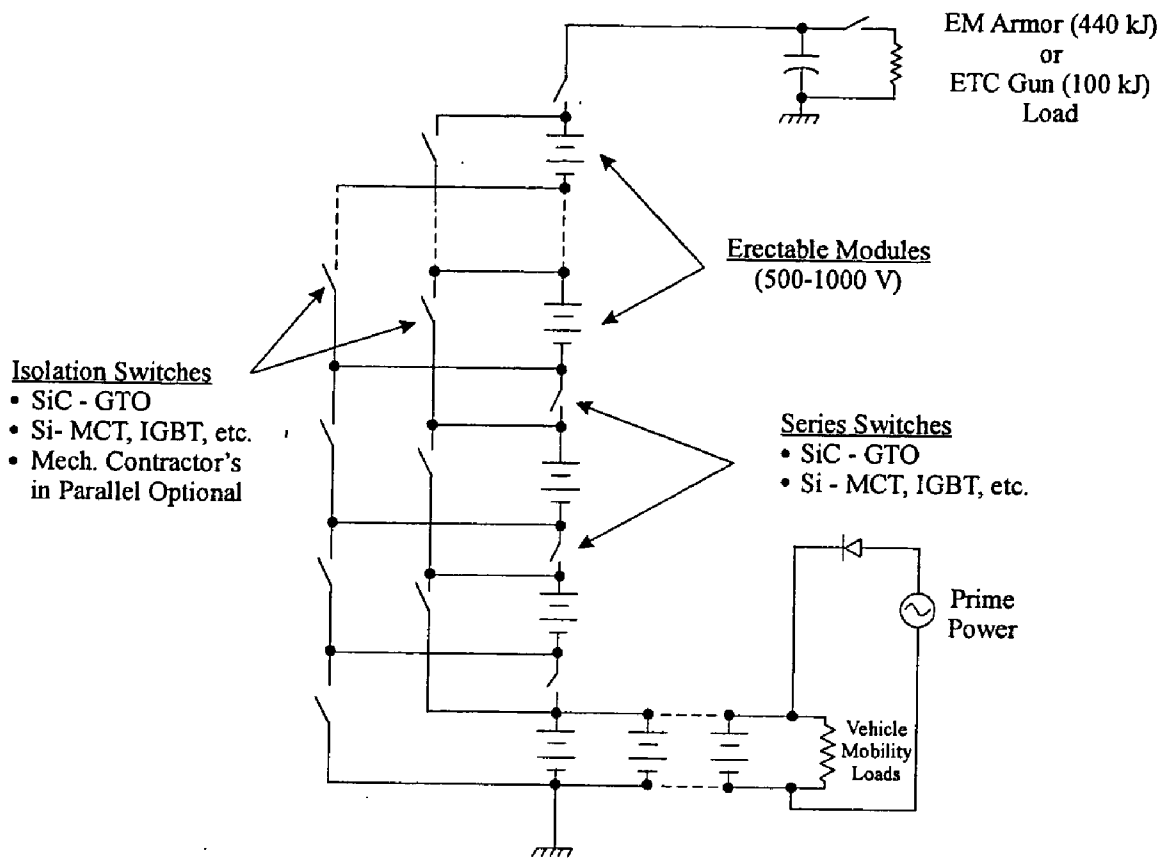 EM Armor (440 kJ)
or
ETC Gun (100 kJ)
Load
Erectable Modules
(500-1000 V)
Isolation Switches
• SiC - GTO
• Si- MCT, IGBT, etc.
• Mech. Contractor's
in Parallel Optional
Series Switches
• SiC - GTO
• Si - MCT, IGBT, etc.
Prime
Power
Vehicle
Mobility
Loads